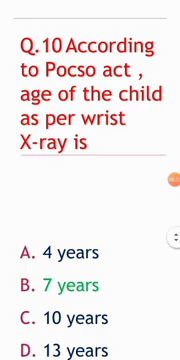 Q.10 According
to Pocso act ,
age of the child
as per wrist
X-ray is
A. 4 years
B. 7 years
C. 10 years
D. 13 years